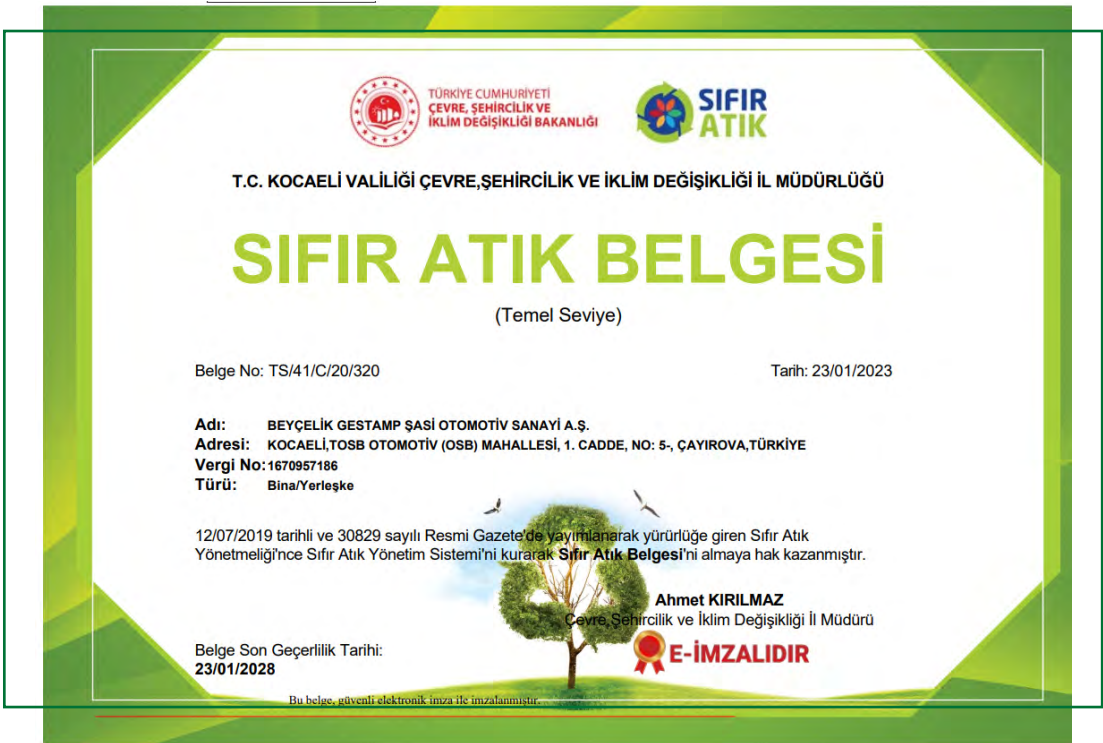 TÜRKİYE CUMHURİYETİ
ÇEVRE, ŞEHİRCİLİK VE
İKLİM DEĞİŞİKLİĞİ BAKANLIĞI
SIFIR
ATIK
T.C. KOCAELİ VALİLİĞİ ÇEVRE,ŞEHİRCİLİK VE İKLİM DEĞİŞİKLİĞİ İL MÜDÜRLÜĞÜ
SIFIR ATIK BELGESİ
(Temel Seviye)
Belge No: TS/41/C/20/320 Tarih: 23/01/2023
Adı: BEYÇELİK GESTAMP ŞASİ OTOMOTİV SANAYİ A.Ş.
Adresi: KOCAELİ,TOSB OTOMOTİV (OSB) MAHALLESİ, 1. CADDE, NO: 5-, ÇAYIROVA,TÜRKİYE
Vergi No:1670957186
Türü: Bina/Yerleşke
12/07/2019 tarihli ve 30829 sayılı Resmi Gazete'de yayımlanarak yürürlüğe giren Sıfır Atık
Yönetmeliği'nce Sıfır Atık Yönetim Sistemi'ni kurarak Sıfır Atık Belgesi'ni almaya hak kazanmıştır.
Ahmet KIRILMAZ
Çevre,Şehircilik ve İklim Değişikliği İl Müdürü
E-İMZALIDIR
Belge Son Geçerlilik Tarihi:
23/01/2028
Bu belge, güvenli elektronik imza ile imzalanmıştır.